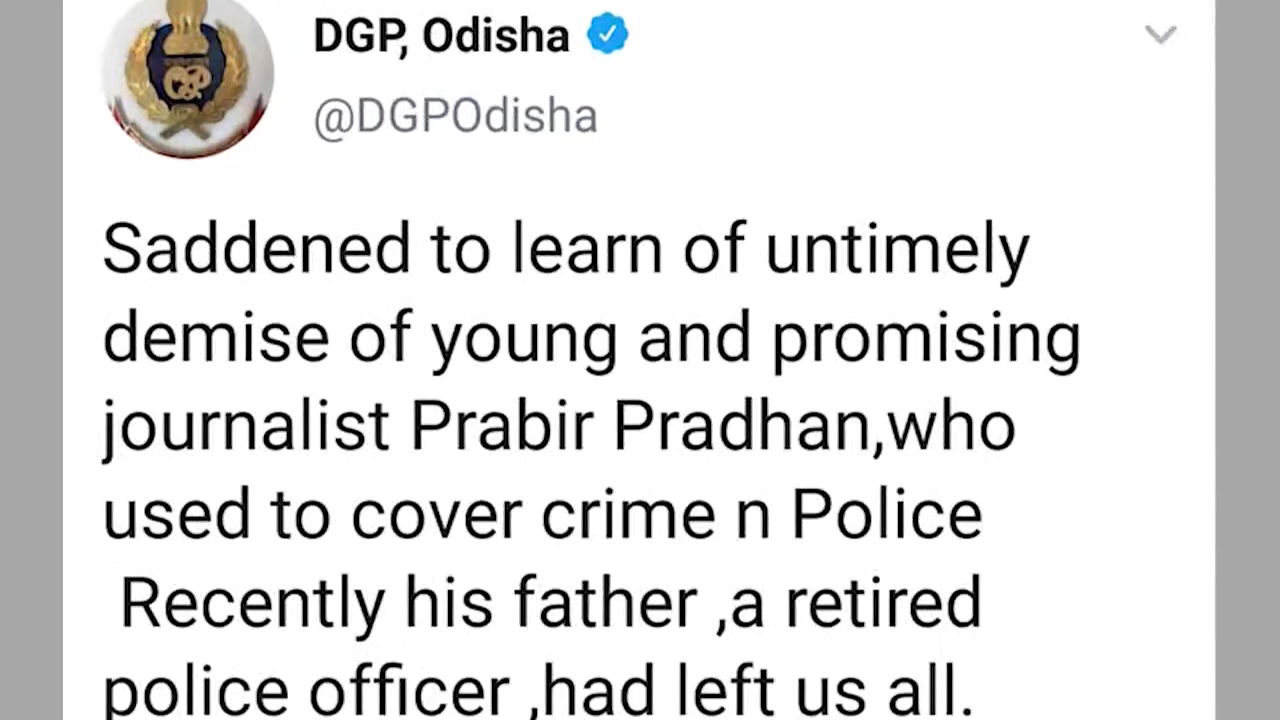 DGP, Odisha
@DGPOdisha
Saddened to learn of untimely
demise of young and promising
journalist Prabir Pradhan,who
used to cover crime n Police
Recently his father ,a retired
police officer ,had left us all.